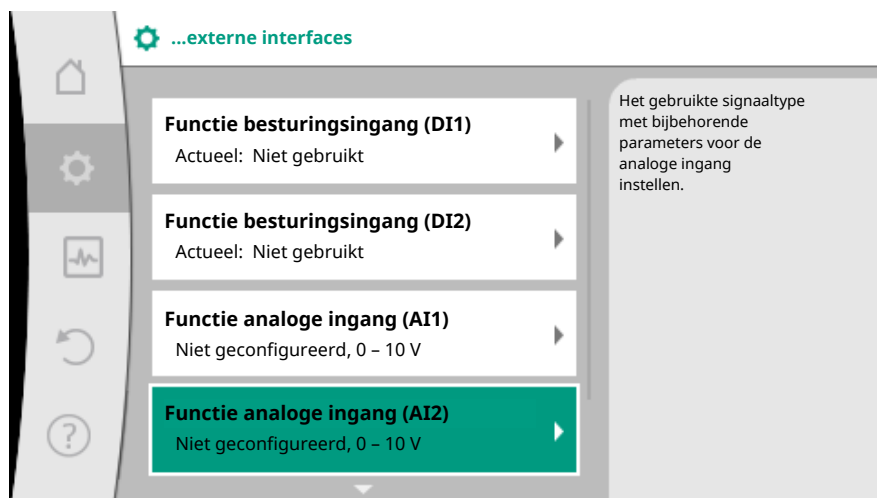 ...externe interfaces
Functie besturingsingang (DI1)
Actueel: Niet gebruikt
Functie besturingsingang (DI2)
Actueel: Niet gebruikt
Functie analoge ingang (AI1)
Niet geconfigureerd, 0 – 10 V
Functie analoge ingang (AI2)
Niet geconfigureerd, 0 – 10 V
Het gebruikte signaaltype
met bijbehorende
parameters voor de
analoge ingang
instellen.
?